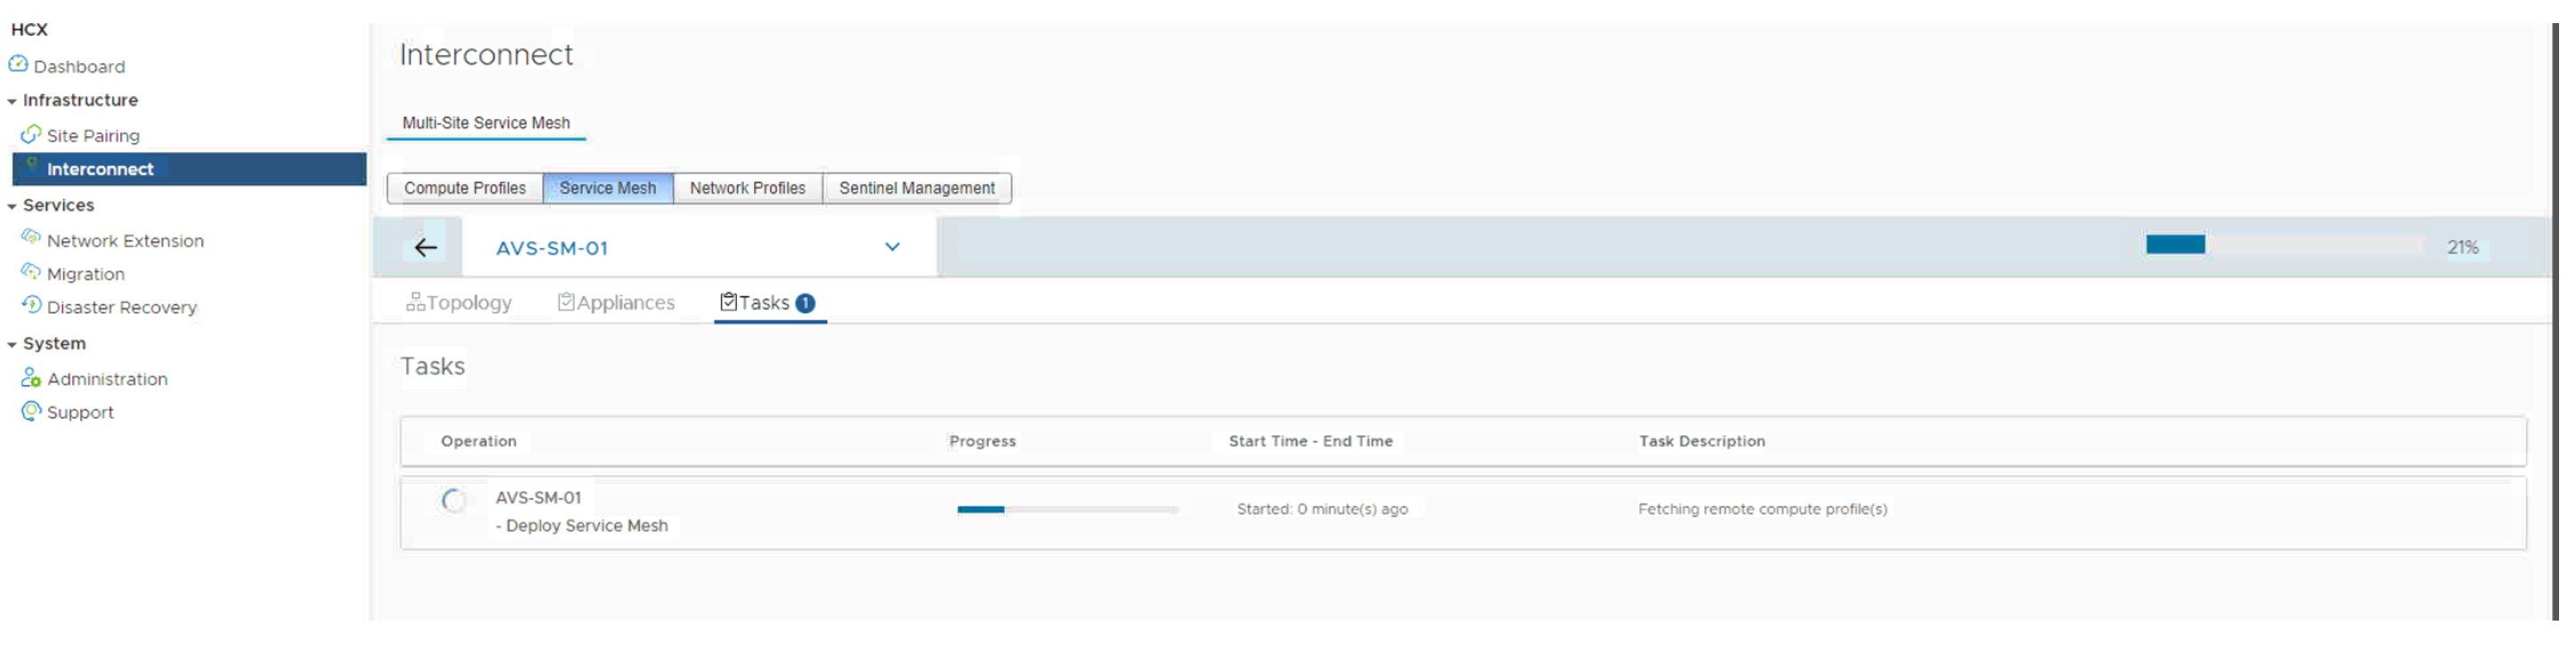 HCX
Dashboard
Infrastructure
Site Pairing
Interconnect
Services
Network Extension
Migration
Disaster Recovery
System
Administration
Support
Interconnect
Multi-Site Service Mesh
Compute Profiles Service Mesh Network Profiles Sentinel Management
AVS-SM-01 21%
Topology Appliances Tasks 1
Tasks
Operation Progress Start Time - End Time Task Description
AVS-SM-01
- Deploy Service Mesh
Started: 0 minute(s) ago
Fetching remote compute profile(s)